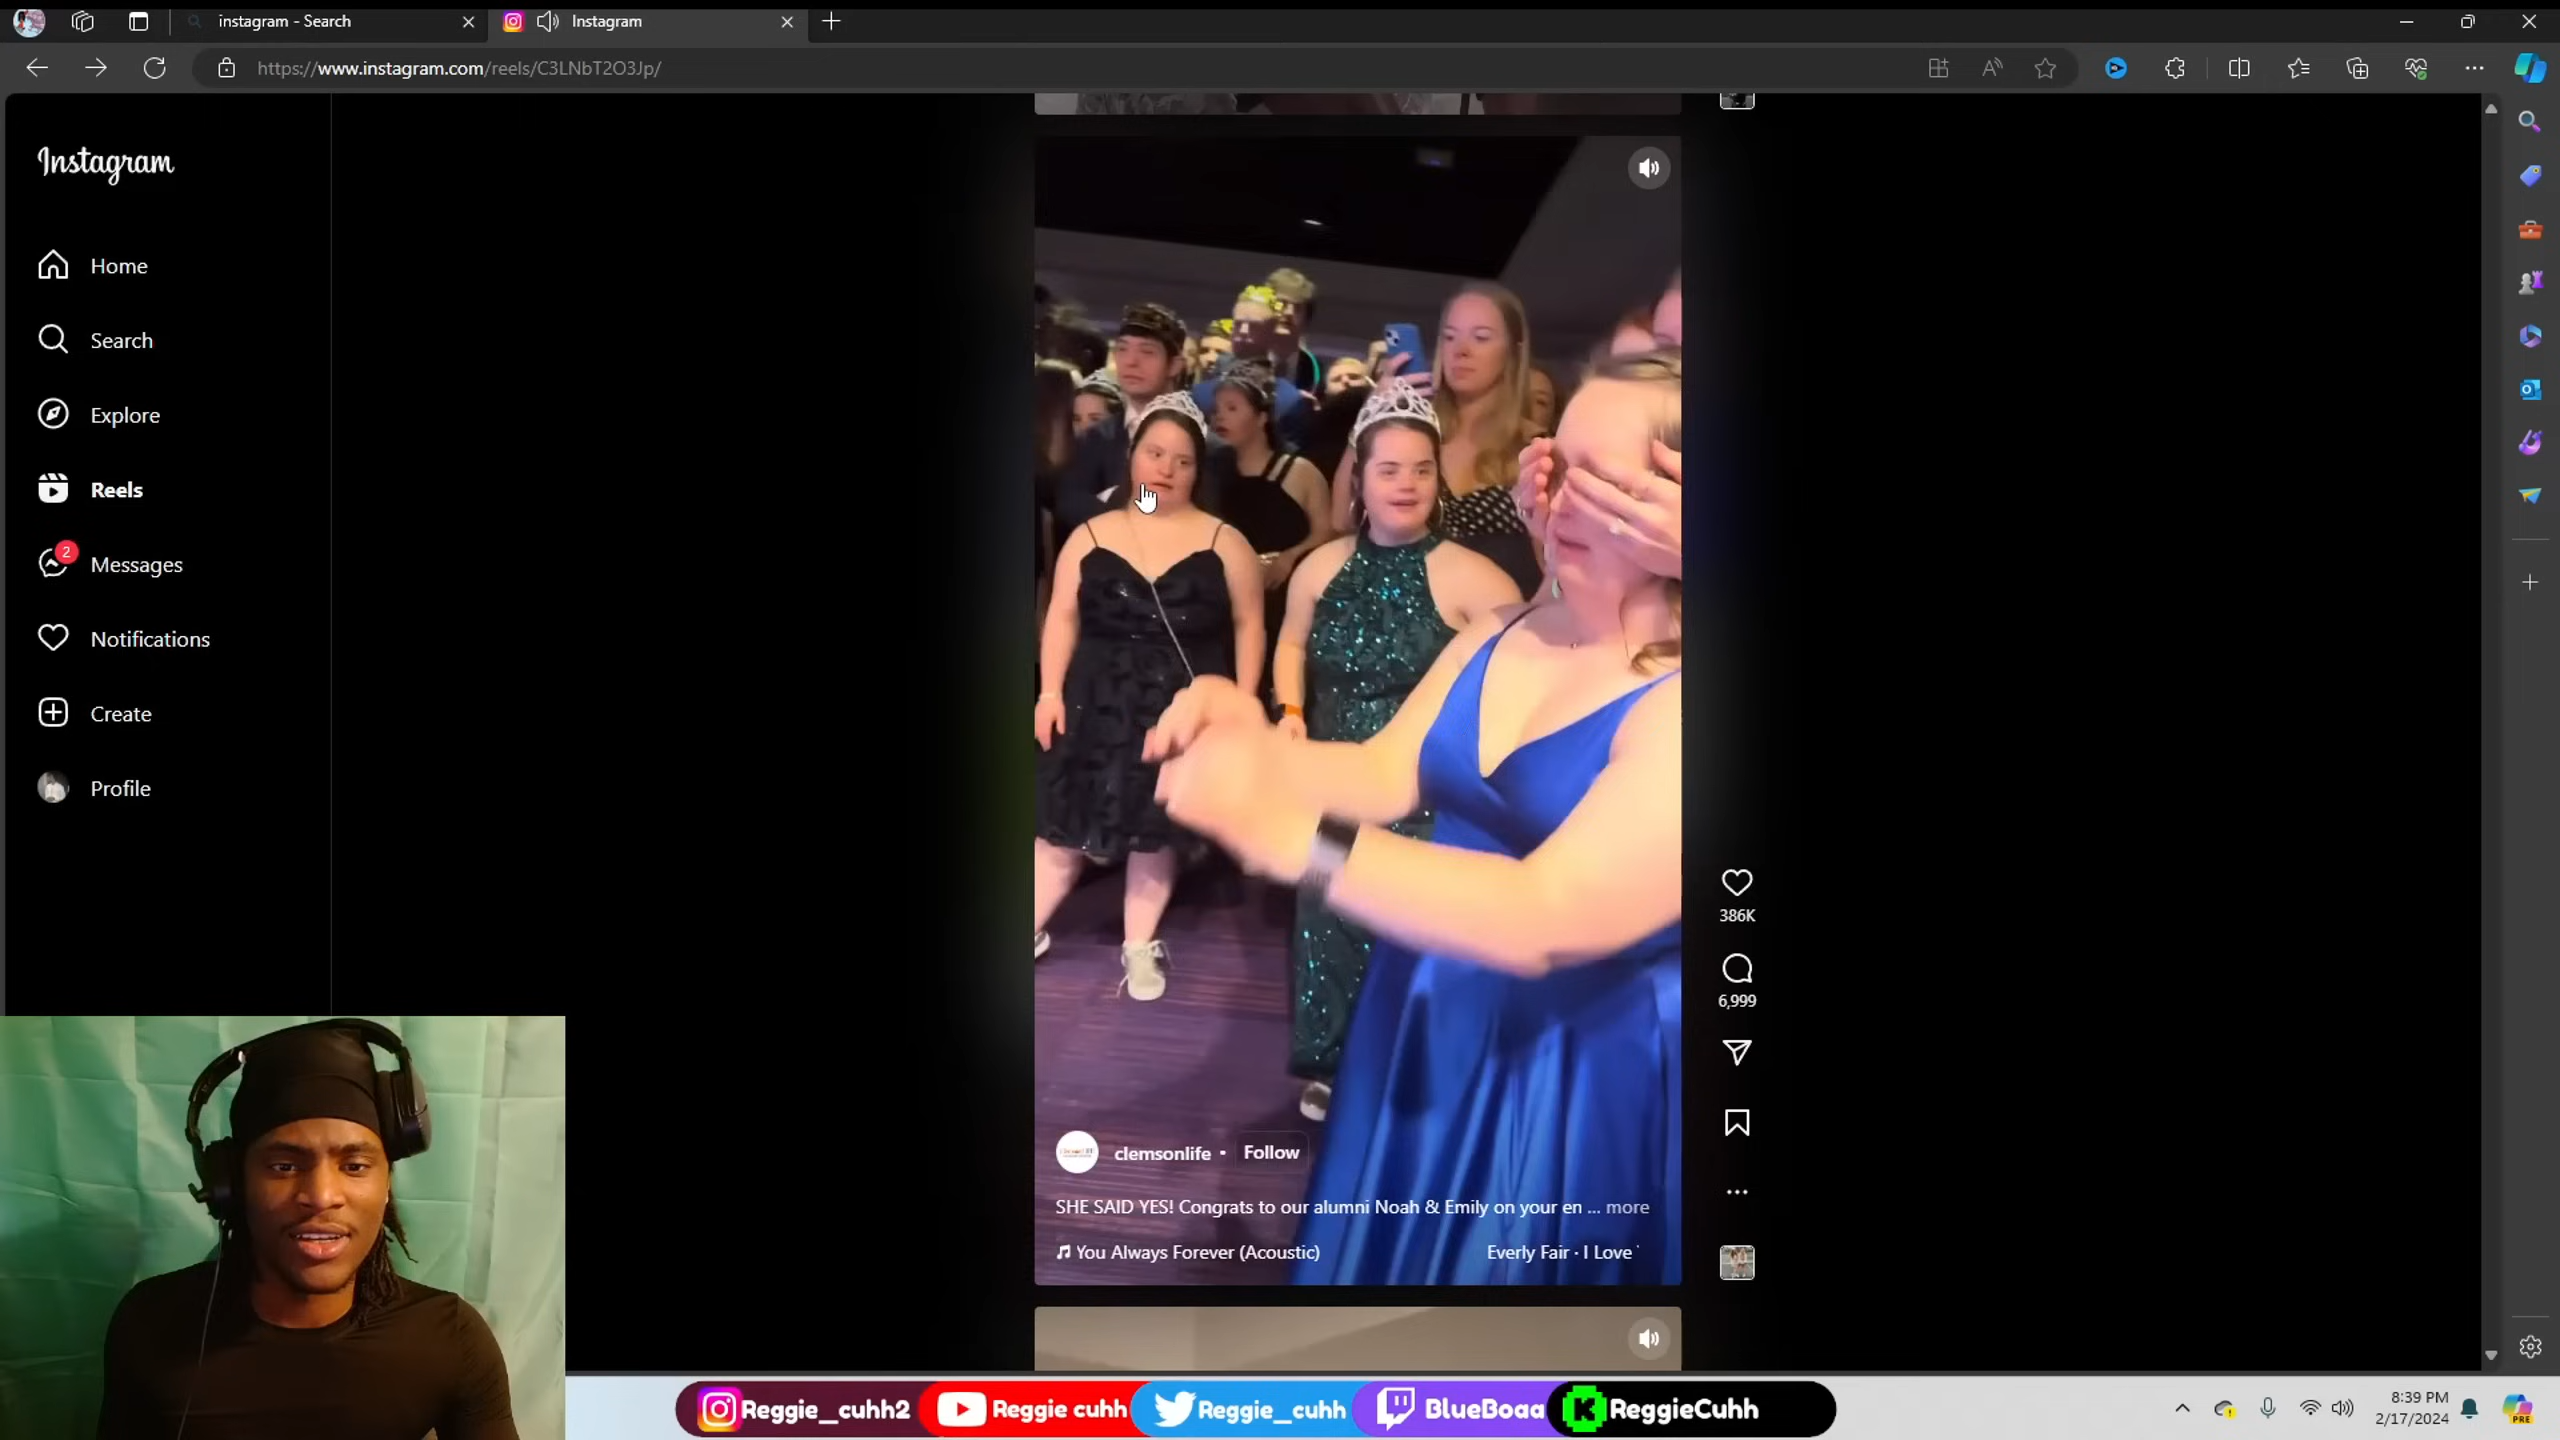 instagram - Search
Instagram
https://www.instagram.com/reels/C3LNbT2O3Jp/
Instagram
Home
Search
Explore
Reels
2
Messages
Notifications
Create
Profile
386K
6,999
clemsonlife • Follow
SHE SAID YES! Congrats to our alumni Noah & Emily on your en ... more
You Always Forever (Acoustic)
Everly Fair · I Love
Reggie_cuhh2
Reggie cuhh
Reggie_cuhh
BlueBoaa
K ReggieCuhh
8:39 PM
2/17/2024
PRE